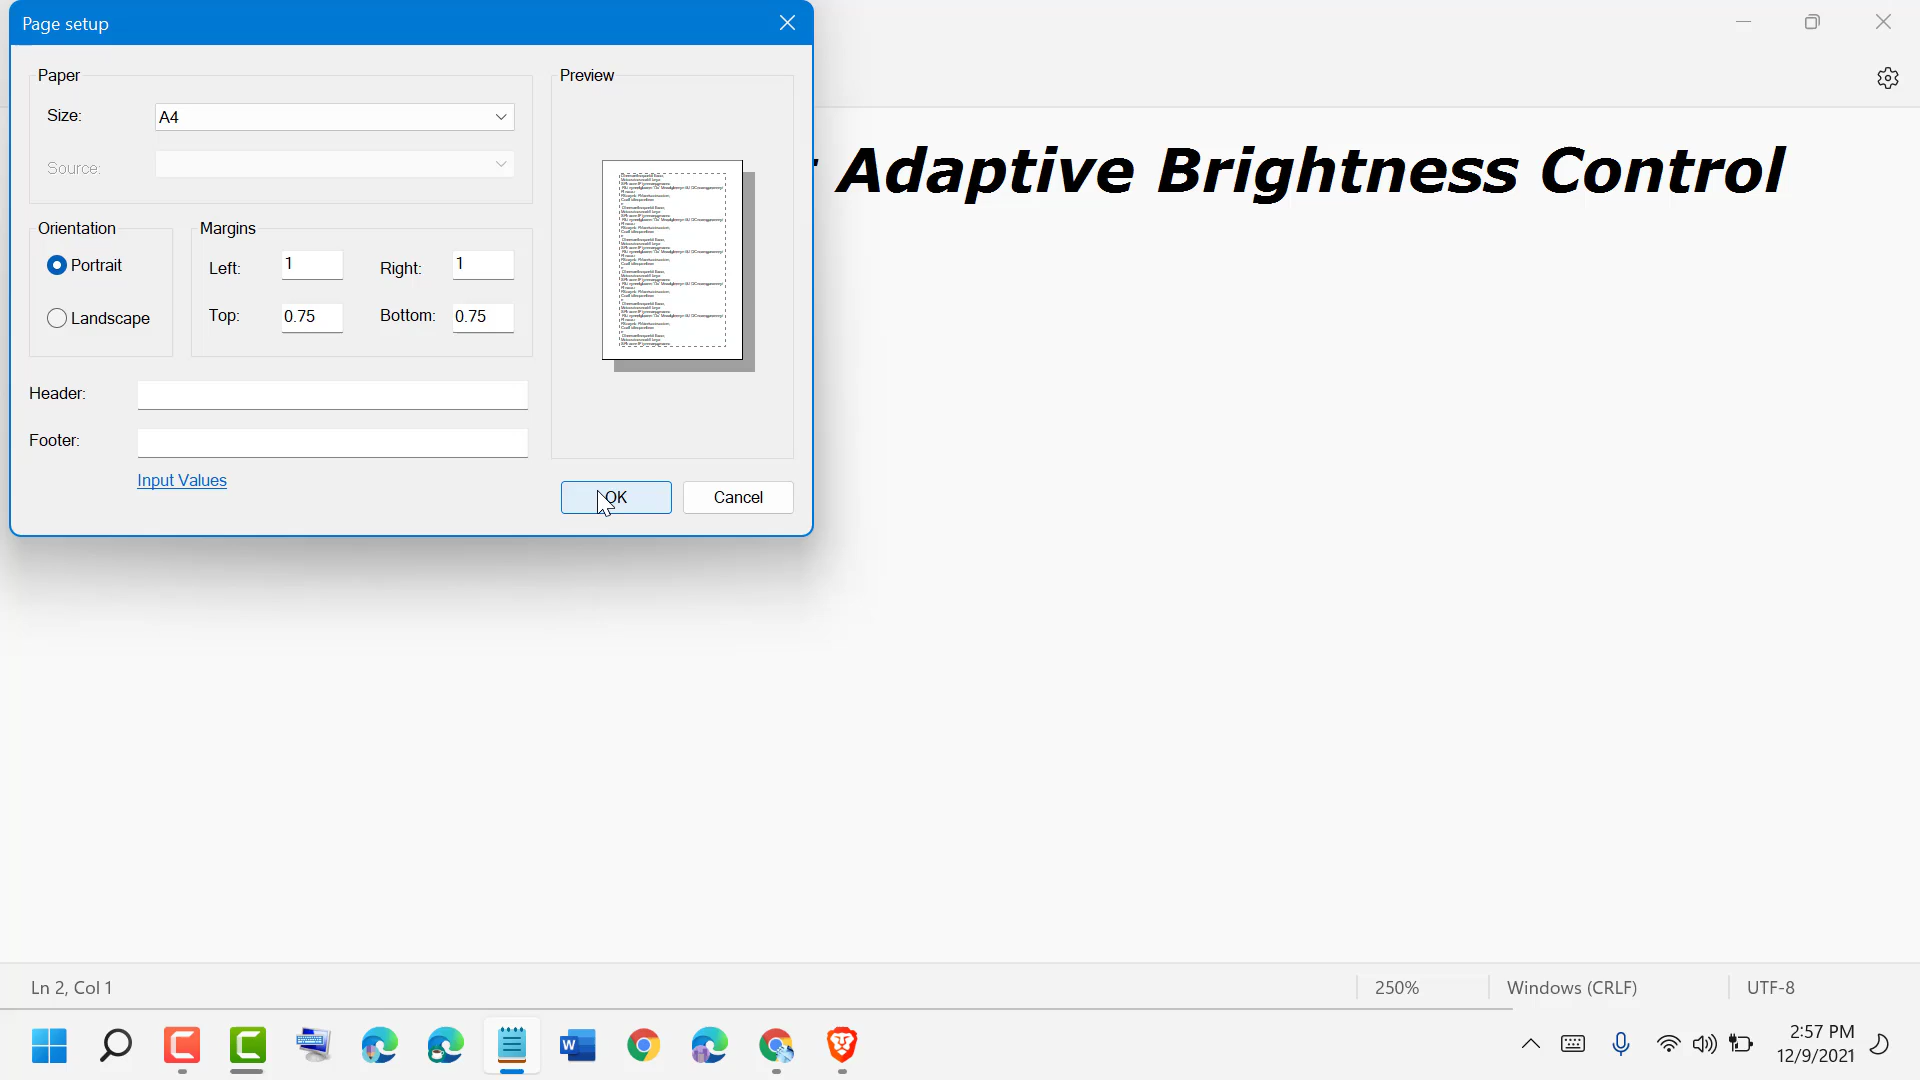 Page setup
Paper
Size: A4
Source:
Orientation
Portrait
Landscape
Margins
Left: 1 Right: 1
Top: 0.75 Bottom: 0.75
Header:
Footer:
Input Values
Preview
OK Cancel
Adaptive Brightness Control
Ln 2, Col 1 250% Windows (CRLF) UTF-8
2:57 PM
12/9/2021